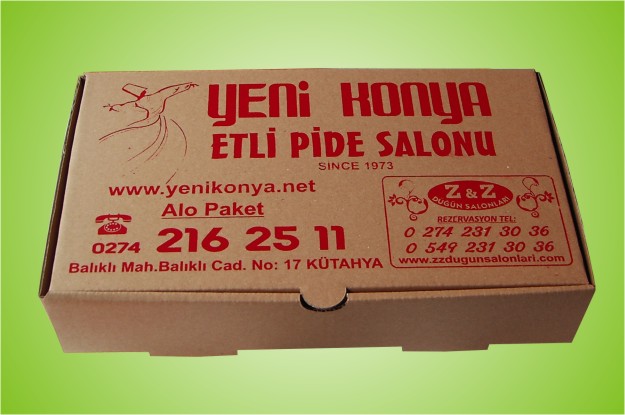 YENİ KONYA
ETLİ PİDE SALONU
SINCE 1973
www.yenikonya.net
Alo Paket
0274 216 25 11
Balıklı Mah.Balıklı Cad. No: 17 KÜTAHYA
Z & Z
DÜĞÜN SALONLARI
REZERVASYON TEL:
0 274 231 30 36
0 549 231 30 36
www.zzdugunsalonlari.com